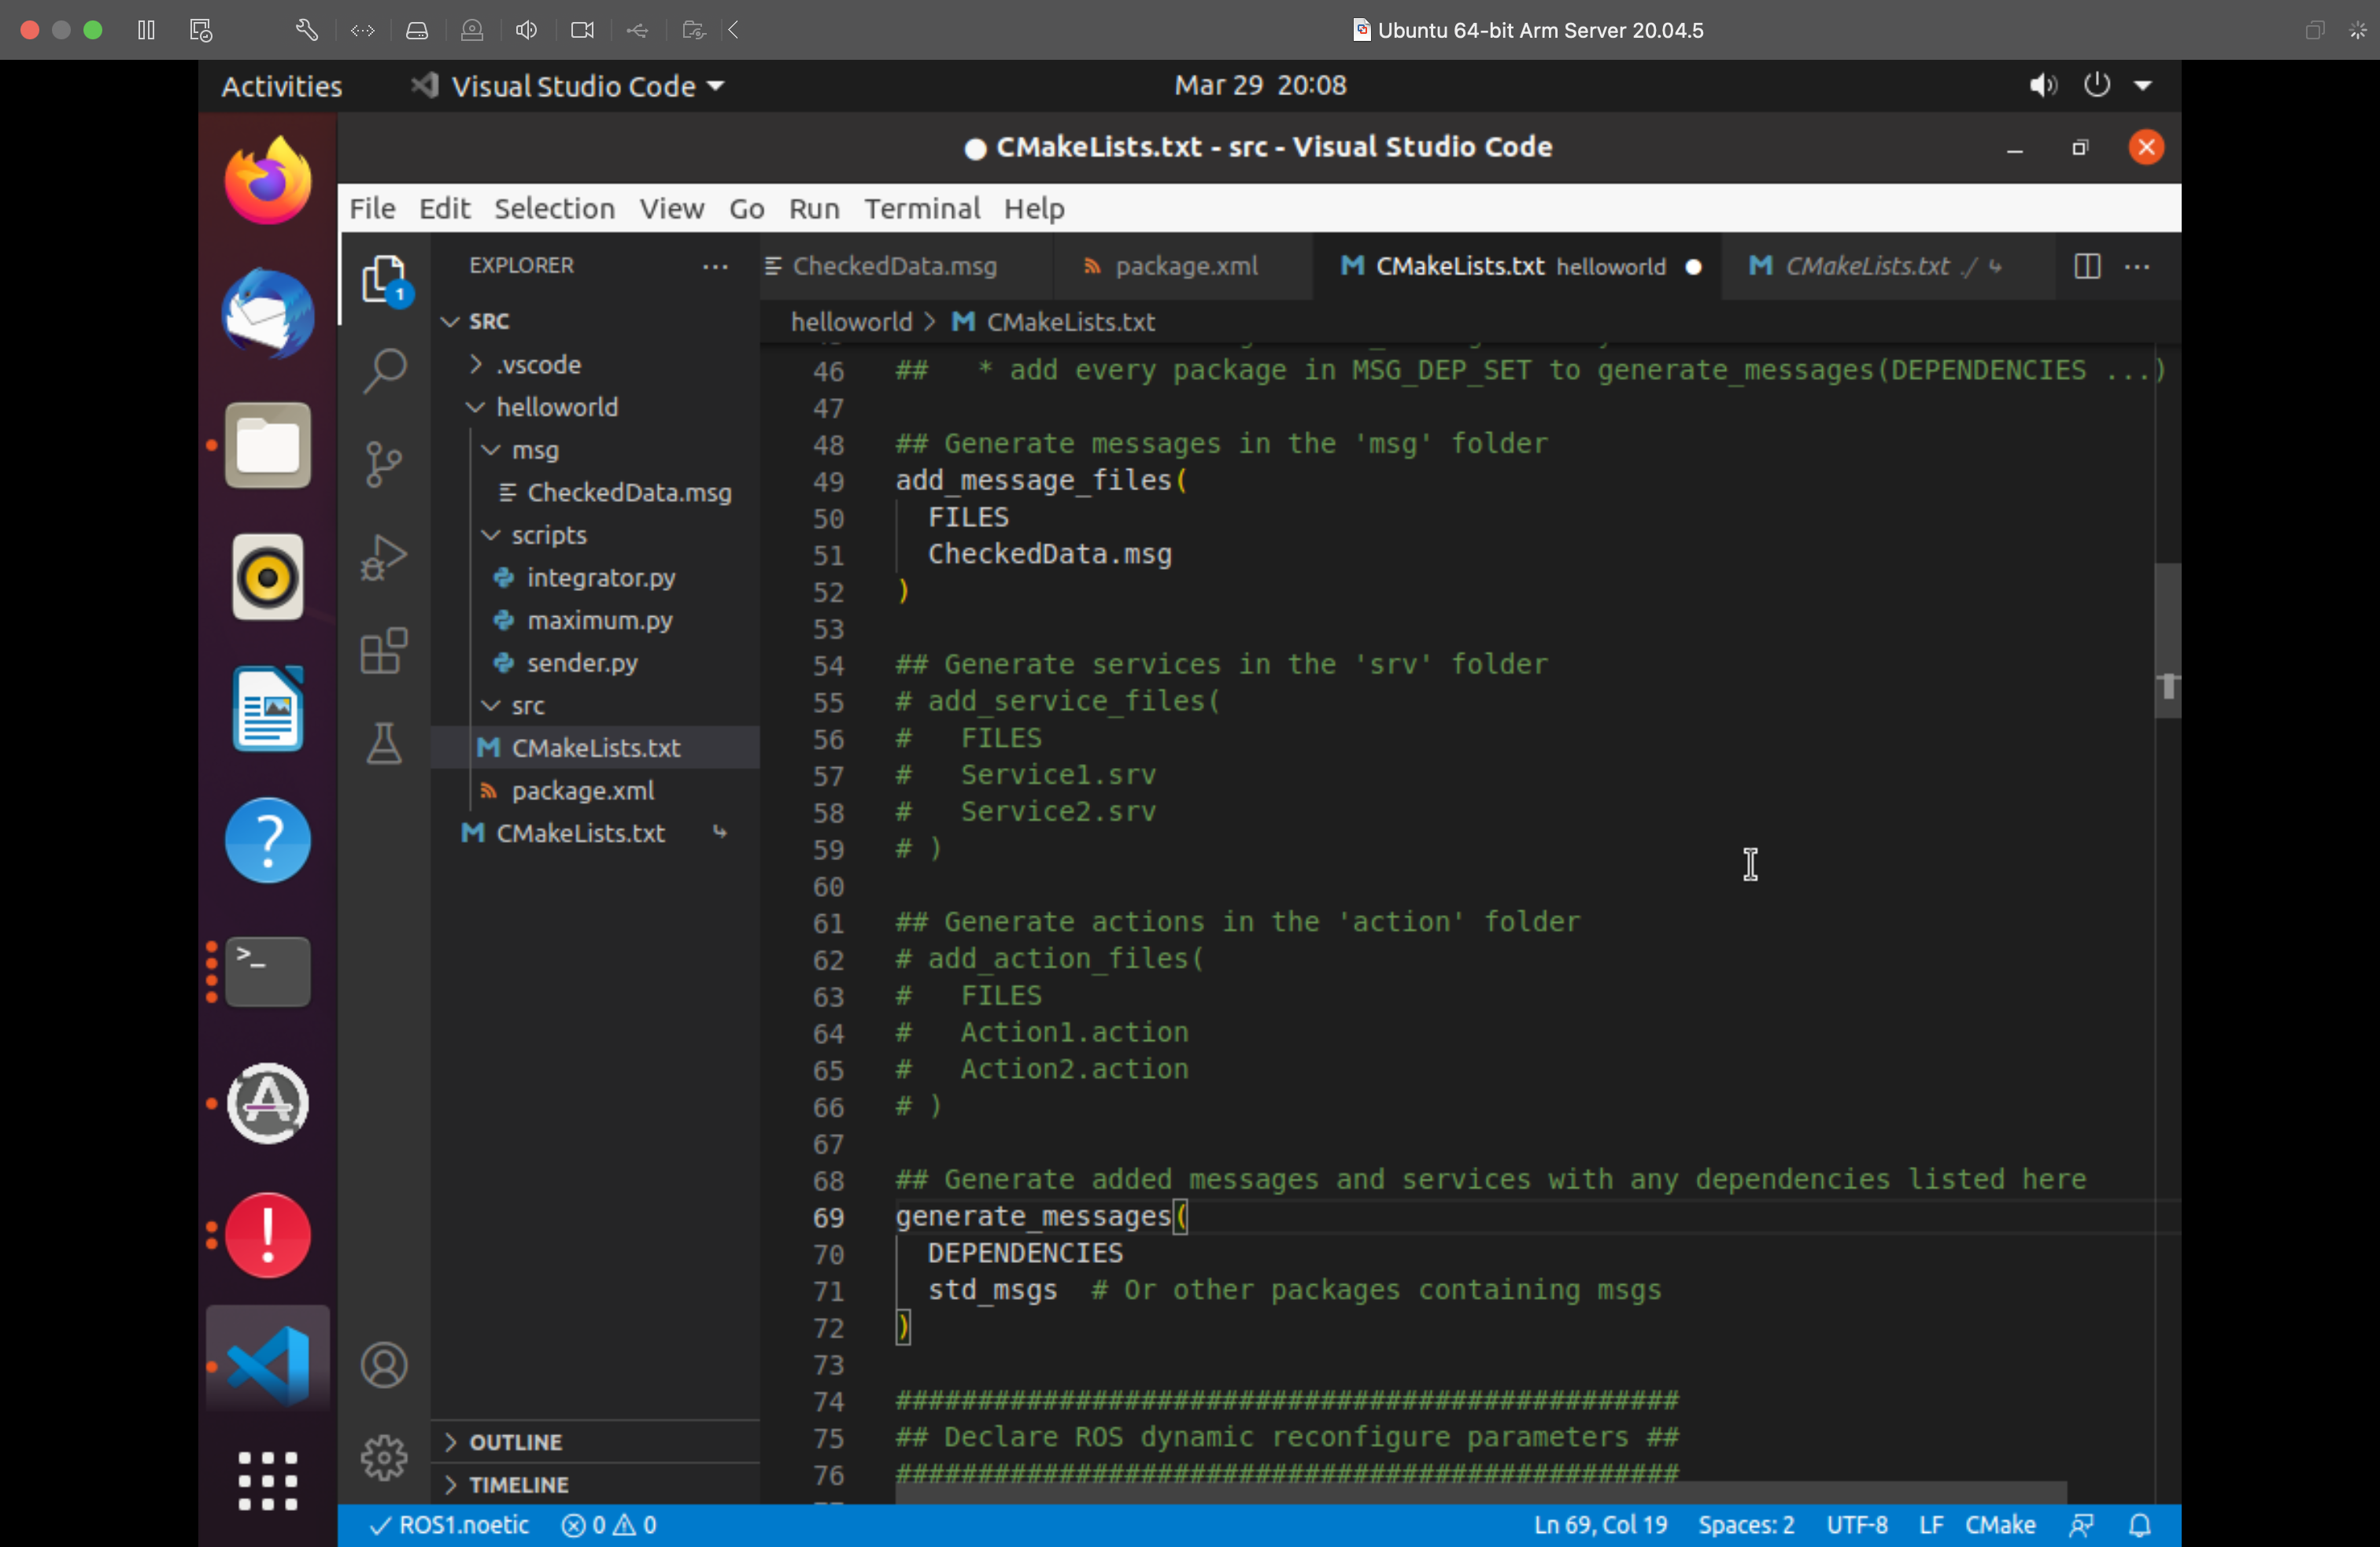 Ubuntu 64-bit Arm Server 20.04.5
Activities
Visual Studio Code
Mar 29 20:08
CMakeLists.txt - src - Visual Studio Code
File Edit Selection View Go Run Terminal Help
EXPLORER
CheckedData.msg
package.xml
CMakeLists.txt helloworld
CMakeLists.txt ./
1
SRC
.vscode
helloworld
msg
CheckedData.msg
scripts
integrator.py
maximum.py
sender.py
src
CMakeLists.txt
package.xml
CMakeLists.txt
OUTLINE
TIMELINE
helloworld > CMakeLists.txt
46 ##   * add every package in MSG_DEP_SET to generate_messages(DEPENDENCIES ...)
47
48 ## Generate messages in the 'msg' folder
49 add_message_files(
50   FILES
51   CheckedData.msg
52 )
53
54 ## Generate services in the 'srv' folder
55 # add_service_files(
56 #   FILES
57 #   Service1.srv
58 #   Service2.srv
59 # )
60
61 ## Generate actions in the 'action' folder
62 # add_action_files(
63 #   FILES
64 #   Action1.action
65 #   Action2.action
66 # )
67
68 ## Generate added messages and services with any dependencies listed here
69 generate_messages(
70   DEPENDENCIES
71   std_msgs  # Or other packages containing msgs
72 )
73
74 ################################################
75 ## Declare ROS dynamic reconfigure parameters ##
76 ################################################
ROS1.noetic
0 0
Ln 69, Col 19
Spaces: 2
UTF-8
LF
CMake